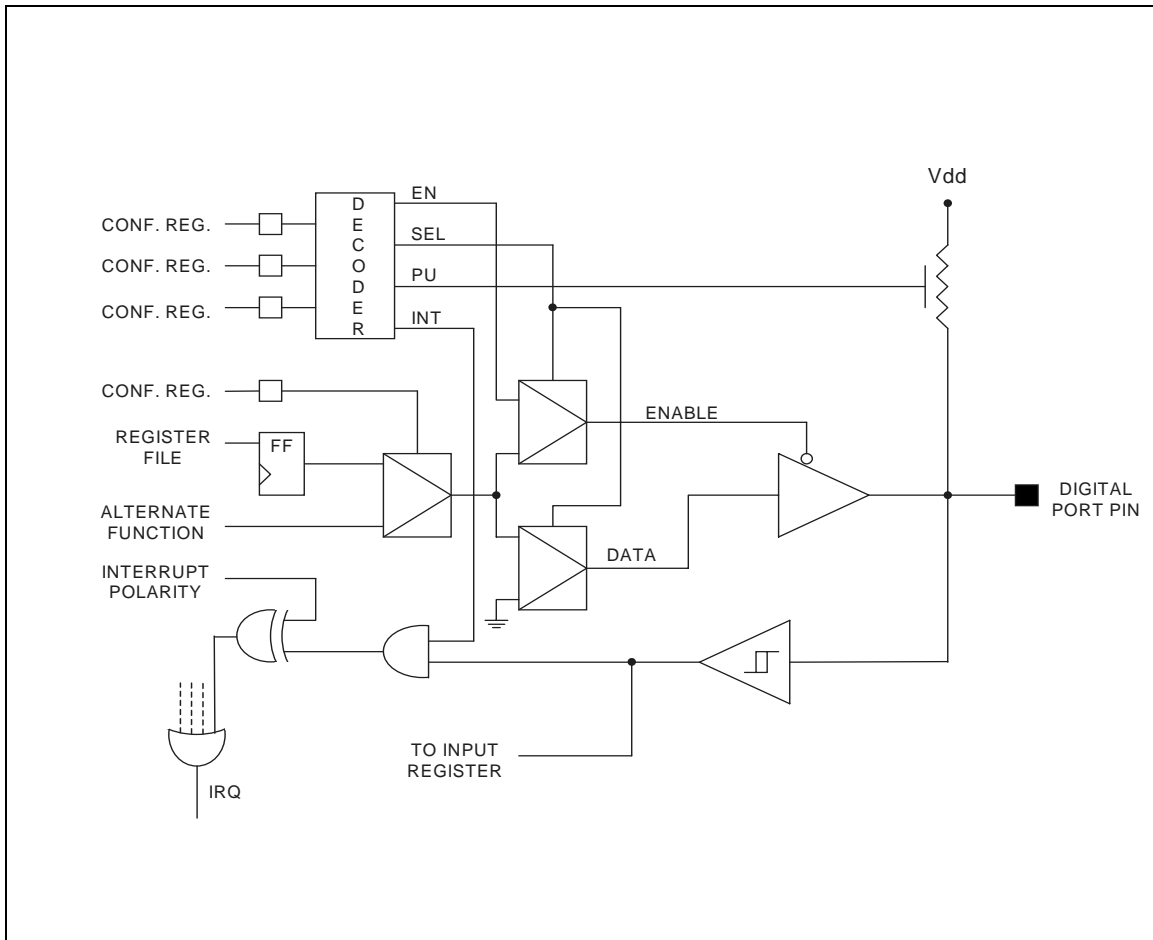 Vdd
EN
CONF. REG.
SEL
CONF. REG.
PU
CONF. REG.
INT
D
E
C
O
D
E
R
CONF. REG.
REGISTER
FILE
FF
ENABLE
ALTERNATE
FUNCTION
DIGITAL
PORT PIN
DATA
INTERRUPT
POLARITY
TO INPUT
REGISTER
IRQ